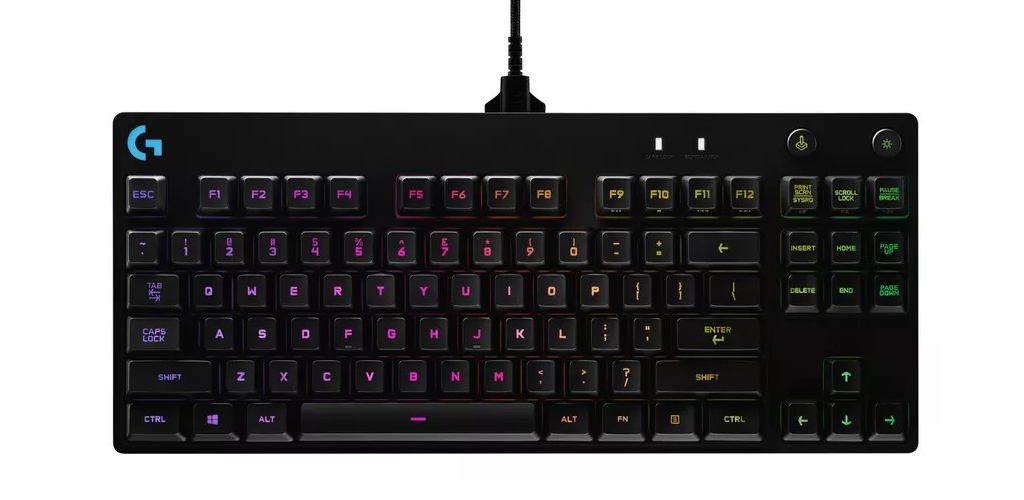 G
ESC F1 F2 F3 F4 F5 F6 F7 F8 F9 F10 F11 F12 PRINT SCRN SYSRQ SCROLL LOCK PAUSE BREAK
~ ! @ # $ % ^ & * ( ) _ +
` 1 2 3 4 5 6 7 8 9 0 - = ← INSERT HOME PAGE UP
TAB Q W E R T Y U I O P { [ } ] | \ DELETE END PAGE DOWN
CAPS LOCK A S D F G H J K L : ; " ' ENTER
SHIFT Z X C V B N M < , > . ? / SHIFT ↑
CTRL ALT ALT FN CTRL ← ↓ →